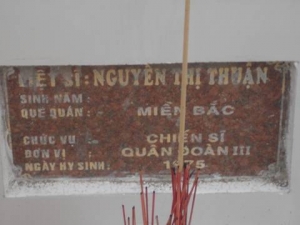 LIỆT SĨ : NGUYỄN THỊ THUẬN
SINH NĂM :
QUÊ QUÁN : MIỀN BẮC
CHỨC VỤ : CHIẾN SĨ
ĐƠN VỊ : QUÂN ĐOÀN III
NGÀY HY SINH : 1975